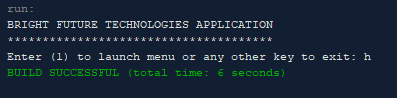 run:
BRIGHT FUTURE TECHNOLOGIES APPLICATION
**************************************
Enter (1) to launch menu or any other key to exit: h
BUILD SUCCESSFUL (total time: 6 seconds)